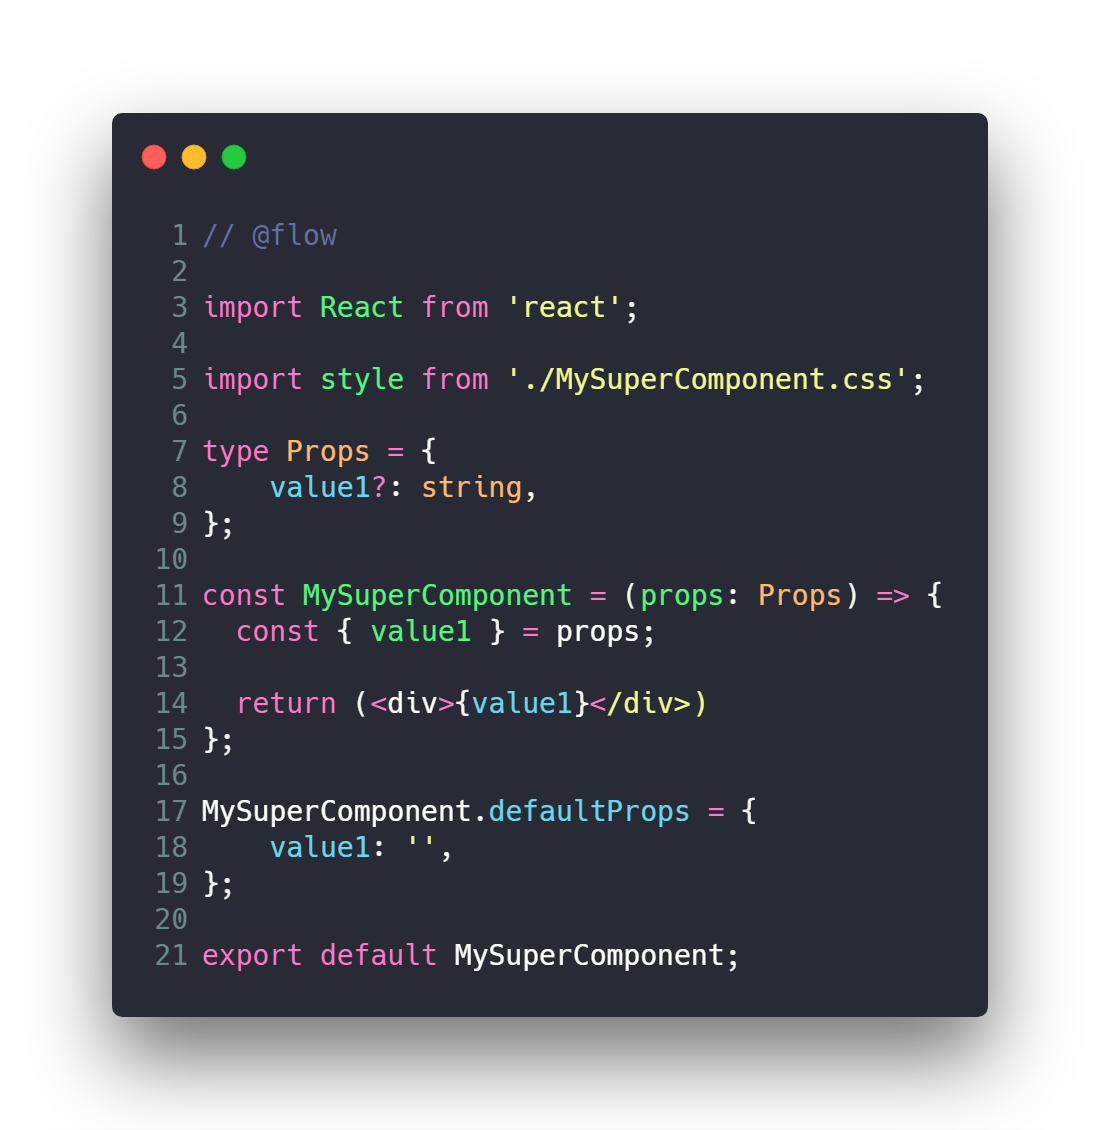 1 // @flow
2
3 import React from 'react';
4
5 import style from './MySuperComponent.css';
6
7 type Props = {
8     value1?: string,
9 };
10
11 const MySuperComponent = (props: Props) => {
12   const { value1 } = props;
13
14   return (<div>{value1}</div>)
15 };
16
17 MySuperComponent.defaultProps = {
18     value1: '',
19 };
20
21 export default MySuperComponent;